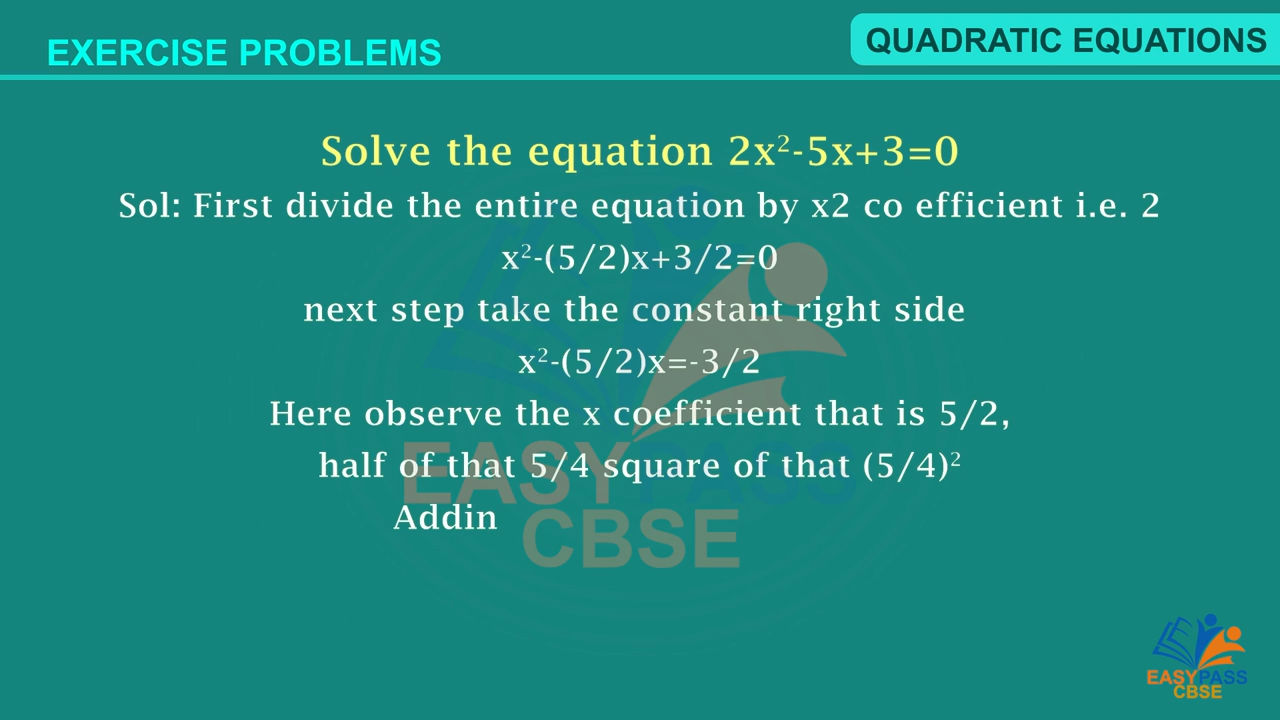 EXERCISE PROBLEMS
QUADRATIC EQUATIONS
Solve the equation 2x²-5x+3=0
Sol: First divide the entire equation by x2 co efficient i.e. 2
x²-(5/2)x+3/2=0
next step take the constant right side
x²-(5/2)x=-3/2
Here observe the x coefficient that is 5/2,
half of that 5/4 square of that (5/4)²
Addin
EASYPASS
CBSE
EASYPASS
CBSE